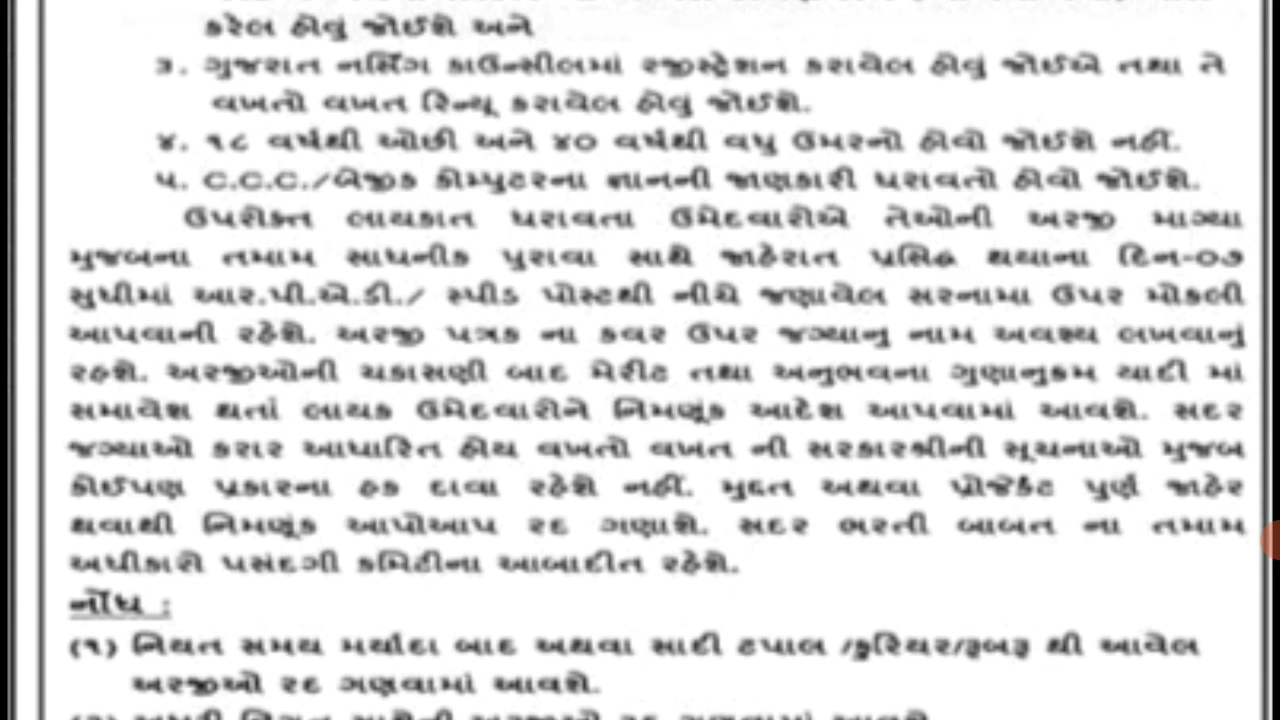 કરેલ હોવું જોઈશે અને
૩. ગુજરાત નર્સિંગ કાઉન્સીલમાં રજીસ્ટ્રેશન કરાવેલ હોવું જોઈએ તથા તે
વખતો વખત રિન્યૂ કરાવેલ હોવું જોઈશે.
૪. ૧૮ વર્ષથી ઓછી અને ૪૦ વર્ષથી વધુ ઉંમરનો હોવો જોઈશે નહીં.
૫. C.C.C./બેજીક કોમ્પુટરના જ્ઞાનની જાણકારી ધરાવતો હોવો જોઈશે.
ઉપરોક્ત લાયકાત ધરાવતા ઉમેદવારોએ તેઓની અરજી માગ્યા
મુજબના તમામ સાધનીક પુરાવા સાથે જાહેરાત પ્રસિદ્ધ થયાના દિન-૦૭
સુધીમાં આર.પી.એ.ડી./ સ્પીડ પોસ્ટથી નીચે જણાવેલ સરનામા ઉપર મોકલી
આપવાની રહેશે. અરજી પત્રક ના કવર ઉપર જગ્યાનુ નામ અવશ્ય લખવાનું
રહશે. અરજીઓની ચકાસણી બાદ મેરીટ તથા અનુભવના ગુણાનુક્રમ યાદી માં
સમાવેશ થતાં લાયક ઉમેદવારોને નિમણૂંક આદેશ આપવામાં આવશે. સદર
જગ્યાઓ કરાર આધારિત હોય વખતો વખત ની સરકારશ્રીની સૂચનાઓ મુજબ
કોઈપણ પ્રકારના હક દાવા રહેશે નહીં. મુદત અથવા પ્રોજેકેટ પુર્ણ જાહેર
થવાથી નિમણૂંક આપોઆપ રદ ગણાશે. સદર ભરતી બાબત ના તમામ
અધીકારો પસંદગી કમિટીના આબાદીત રહેશે.
નોંધ :
(૧) નિયત સમય મર્યાદા બાદ અથવા સાદી ટપાલ /કુરિયર/રૂબરૂ થી આવેલ
અરજીઓ રદ ગણવામાં આવશે.